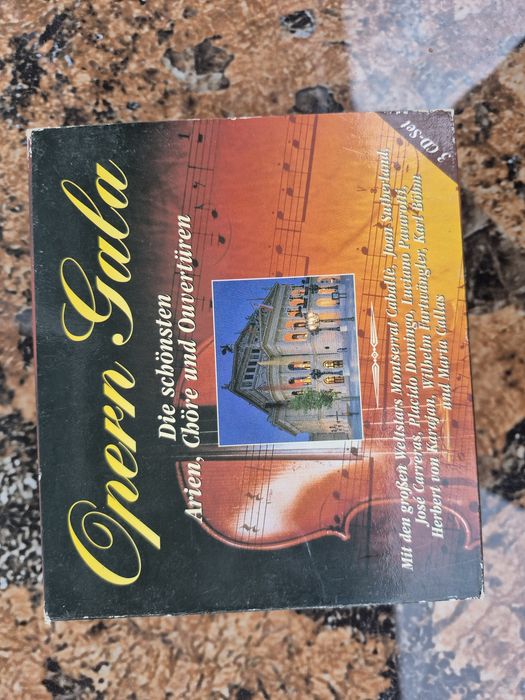 3 CD-Set
Opern Gala
Die schönsten
Arien, Chöre und Ouvertüren
Mit den großen Weltstars Montserrat Caballé, Joan Sutherland,
José Carreras, Placido Domingo, Luciano Pavarotti,
Herbert von Karajan, Wilhelm Furtwängler, Karl Böhm
und Maria Callas